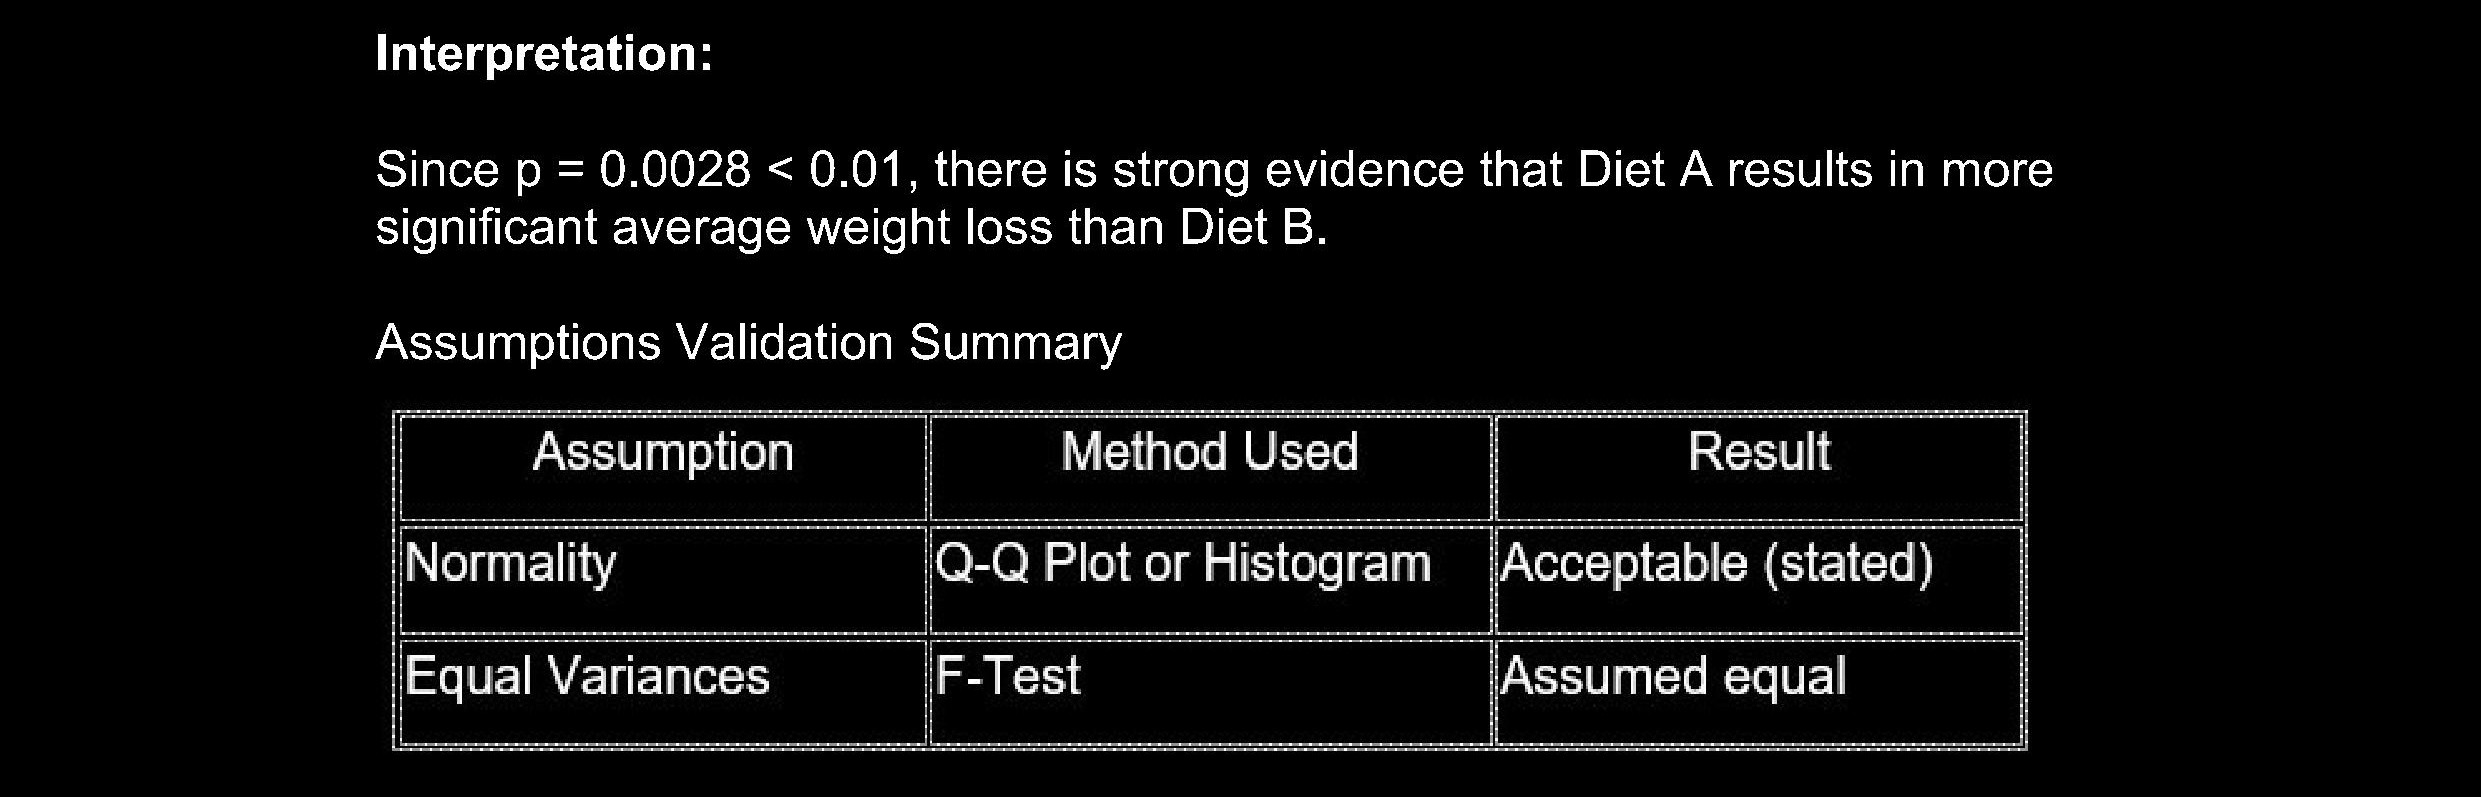 Interpretation:
Since p = 0.0028 < 0.01, there is strong evidence that Diet A results in more
significant average weight loss than Diet B.
Assumptions Validation Summary
Assumption Method Used Result
Normality Q-Q Plot or Histogram Acceptable (stated)
Equal Variances F-Test Assumed equal